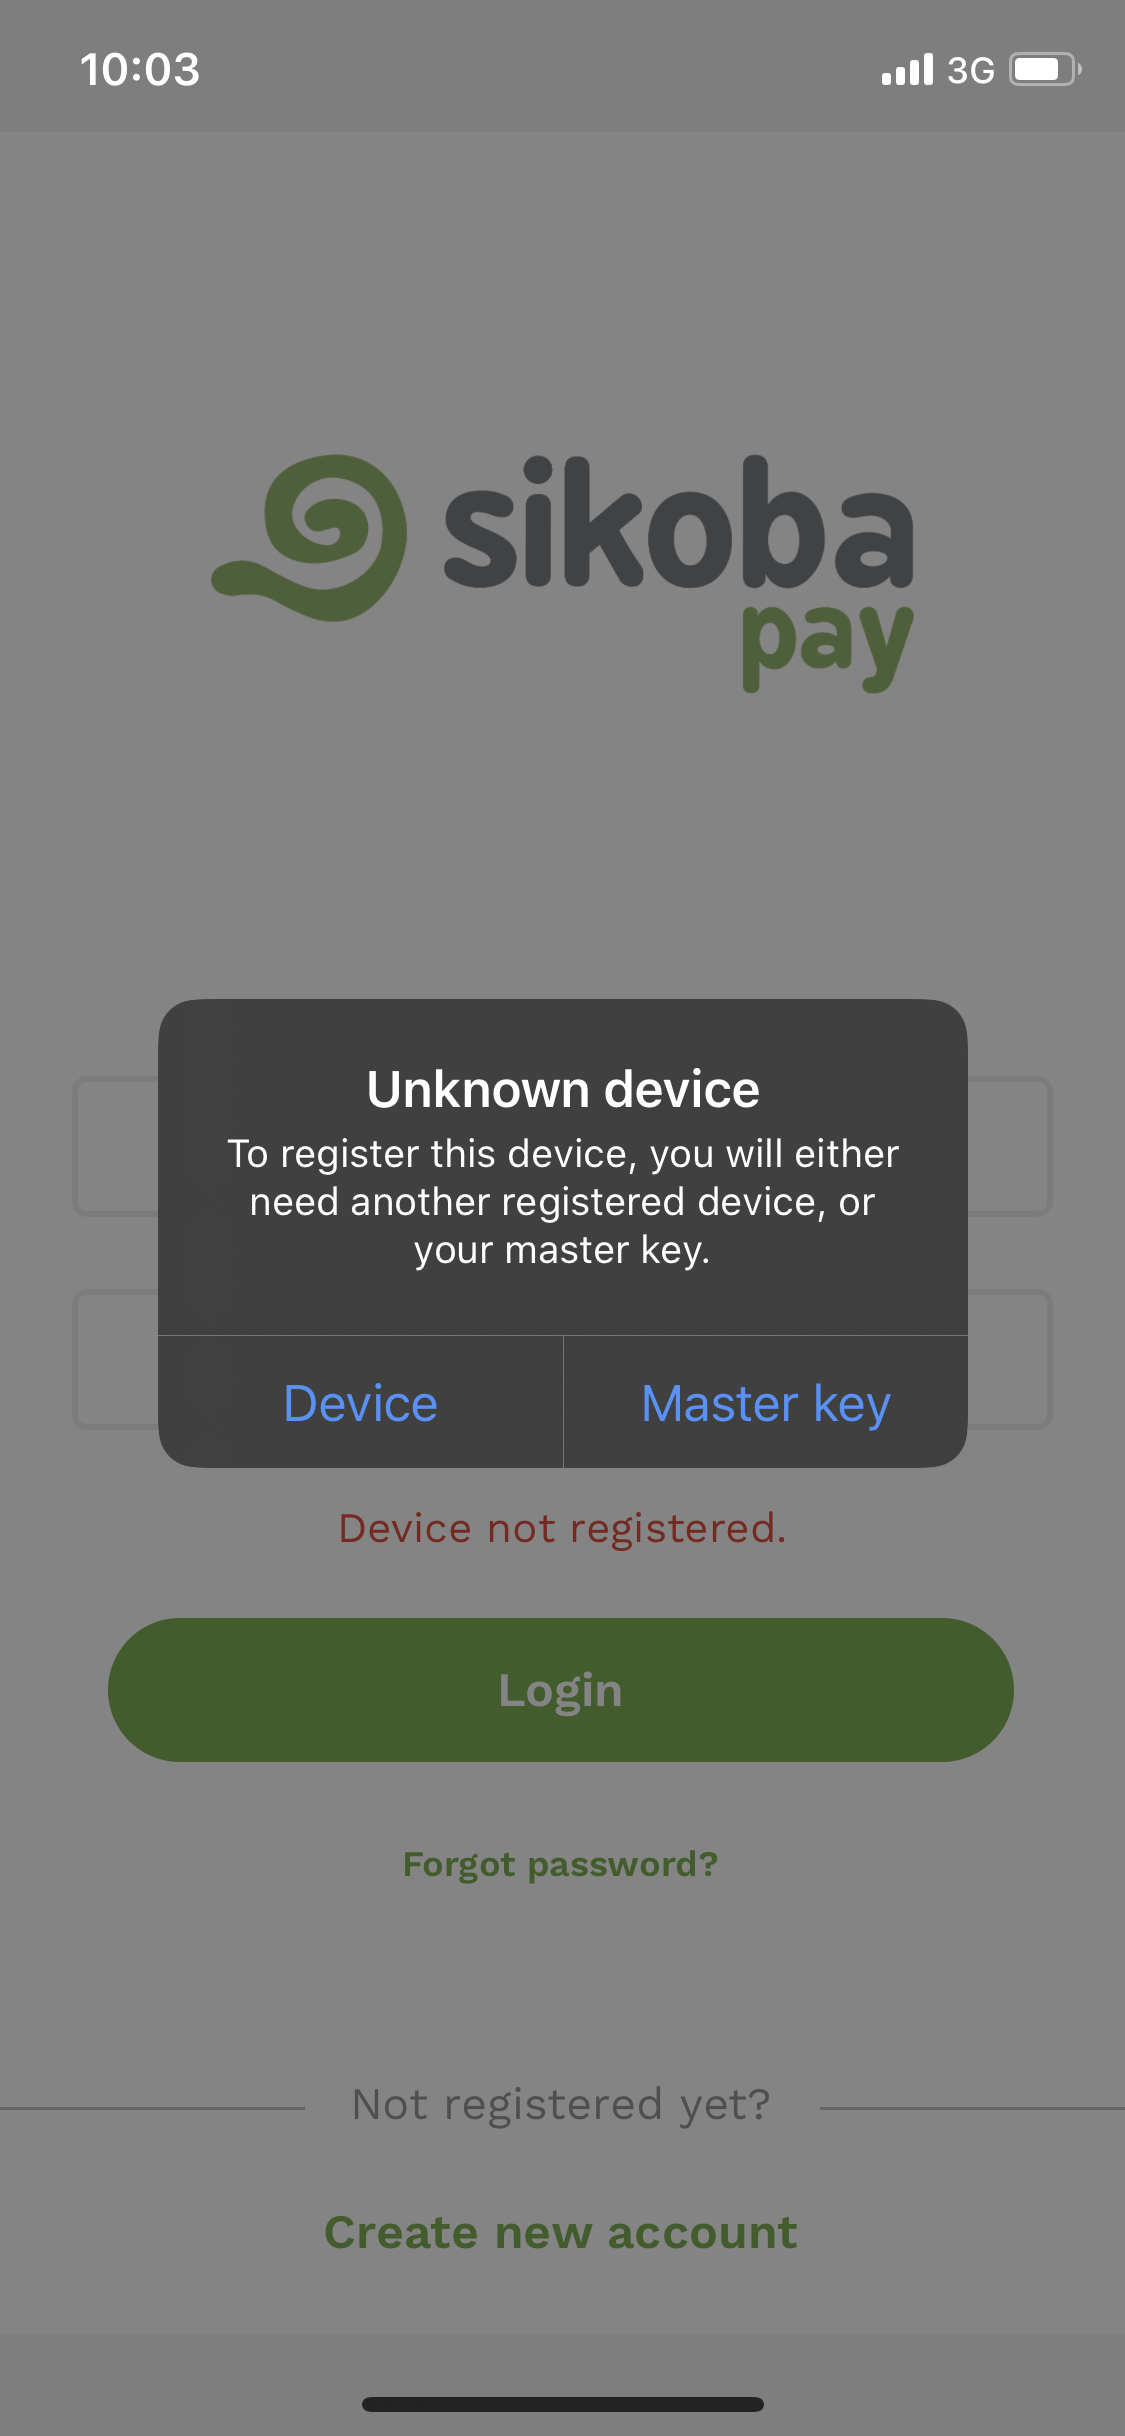 10:03
3G
sikoba
pay
Unknown device
To register this device, you will either
need another registered device, or
your master key.
Device
Master key
Device not registered.
Login
Forgot password?
Not registered yet?
Create new account